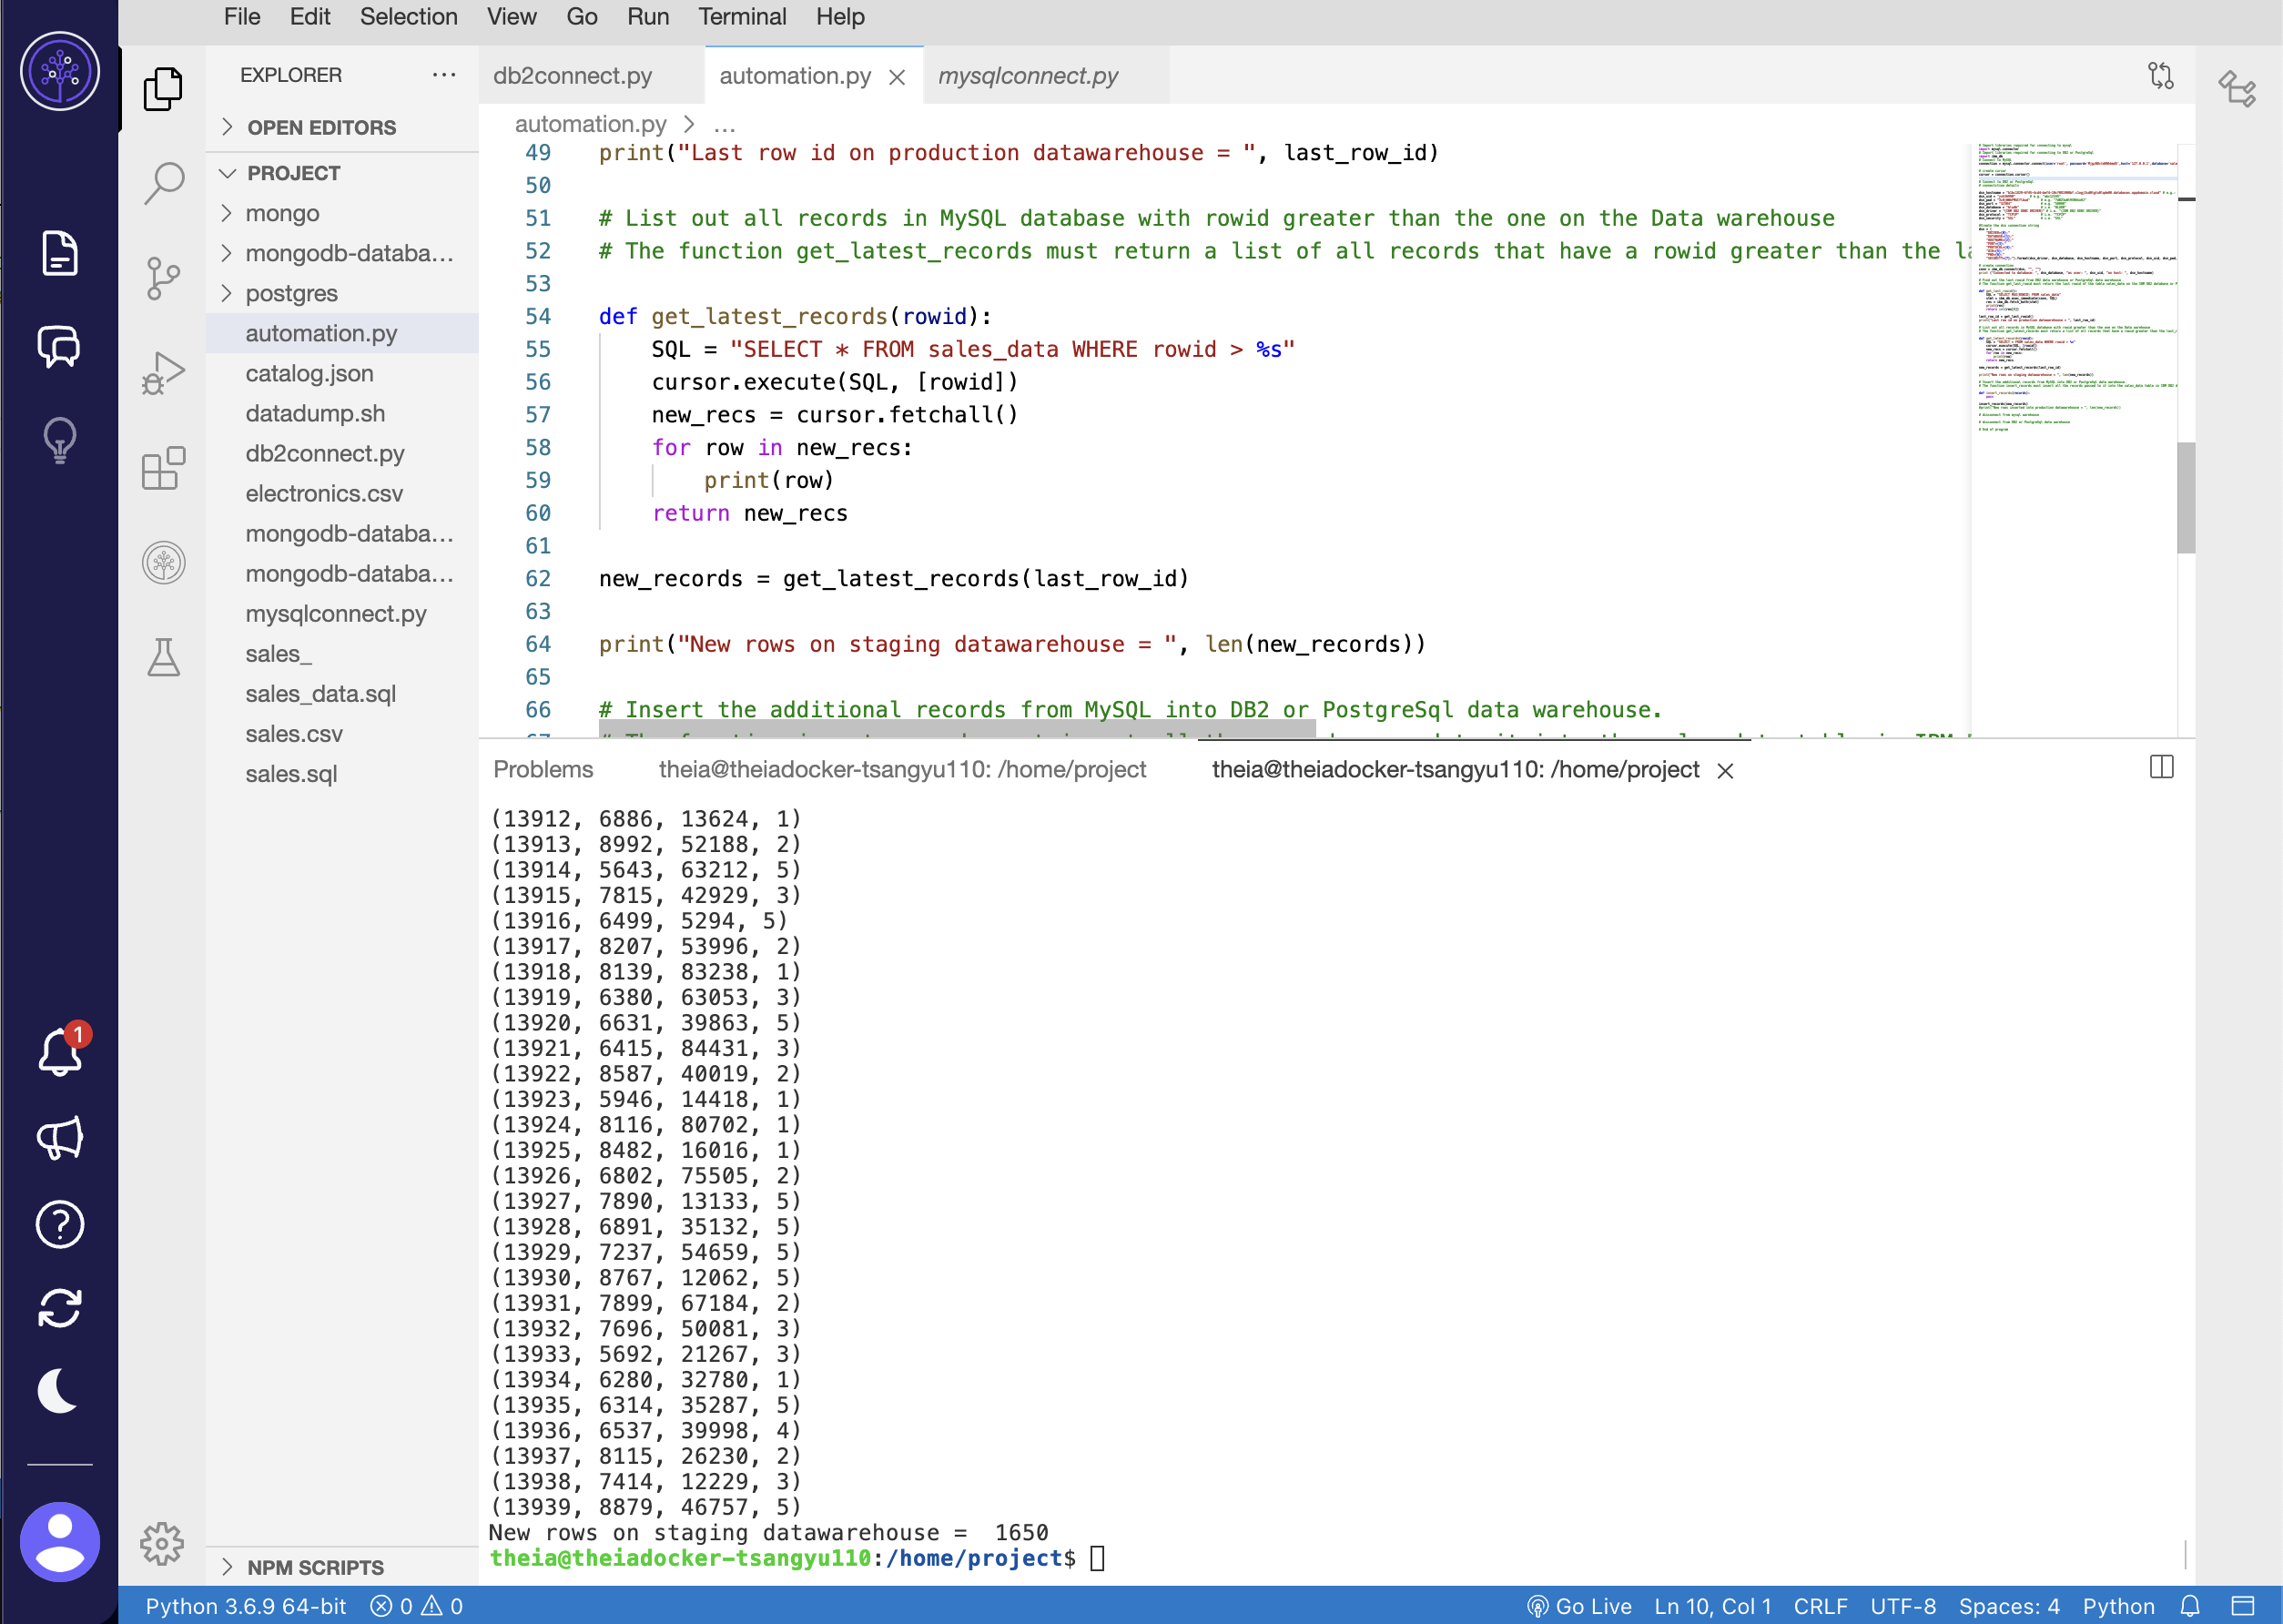 File Edit Selection View Go Run Terminal Help
EXPLORER ...
OPEN EDITORS
PROJECT
mongo
mongodb-databa...
postgres
automation.py
catalog.json
datadump.sh
db2connect.py
electronics.csv
mongodb-databa...
mongodb-databa...
mysqlconnect.py
sales_
sales_data.sql
sales.csv
sales.sql
NPM SCRIPTS
1
db2connect.py automation.py mysqlconnect.py
automation.py > ...
49 print("Last row id on production datawarehouse = ", last_row_id)
50
51 # List out all records in MySQL database with rowid greater than the one on the Data warehouse
52 # The function get_latest_records must return a list of all records that have a rowid greater than the
53
54 def get_latest_records(rowid):
55 SQL = "SELECT * FROM sales_data WHERE rowid > %s"
56 cursor.execute(SQL, [rowid])
57 new_recs = cursor.fetchall()
58 for row in new_recs:
59 print(row)
60 return new_recs
61
62 new_records = get_latest_records(last_row_id)
63
64 print("New rows on staging datawarehouse = ", len(new_records))
65
66 # Insert the additional records from MySQL into DB2 or PostgreSql data warehouse.
Problems theia@theiadocker-tsangyu110: /home/project theia@theiadocker-tsangyu110: /home/project
(13912, 6886, 13624, 1)
(13913, 8992, 52188, 2)
(13914, 5643, 63212, 5)
(13915, 7815, 42929, 3)
(13916, 6499, 5294, 5)
(13917, 8207, 53996, 2)
(13918, 8139, 83238, 1)
(13919, 6380, 63053, 3)
(13920, 6631, 39863, 5)
(13921, 6415, 84431, 3)
(13922, 8587, 40019, 2)
(13923, 5946, 14418, 1)
(13924, 8116, 80702, 1)
(13925, 8482, 16016, 1)
(13926, 6802, 75505, 2)
(13927, 7890, 13133, 5)
(13928, 6891, 35132, 5)
(13929, 7237, 54659, 5)
(13930, 8767, 12062, 5)
(13931, 7899, 67184, 2)
(13932, 7696, 50081, 3)
(13933, 5692, 21267, 3)
(13934, 6280, 32780, 1)
(13935, 6314, 35287, 5)
(13936, 6537, 39998, 4)
(13937, 8115, 26230, 2)
(13938, 7414, 12229, 3)
(13939, 8879, 46757, 5)
New rows on staging datawarehouse =  1650
theia@theiadocker-tsangyu110:/home/project$
Python 3.6.9 64-bit 0 0 Go Live Ln 10, Col 1 CRLF UTF-8 Spaces: 4 Python